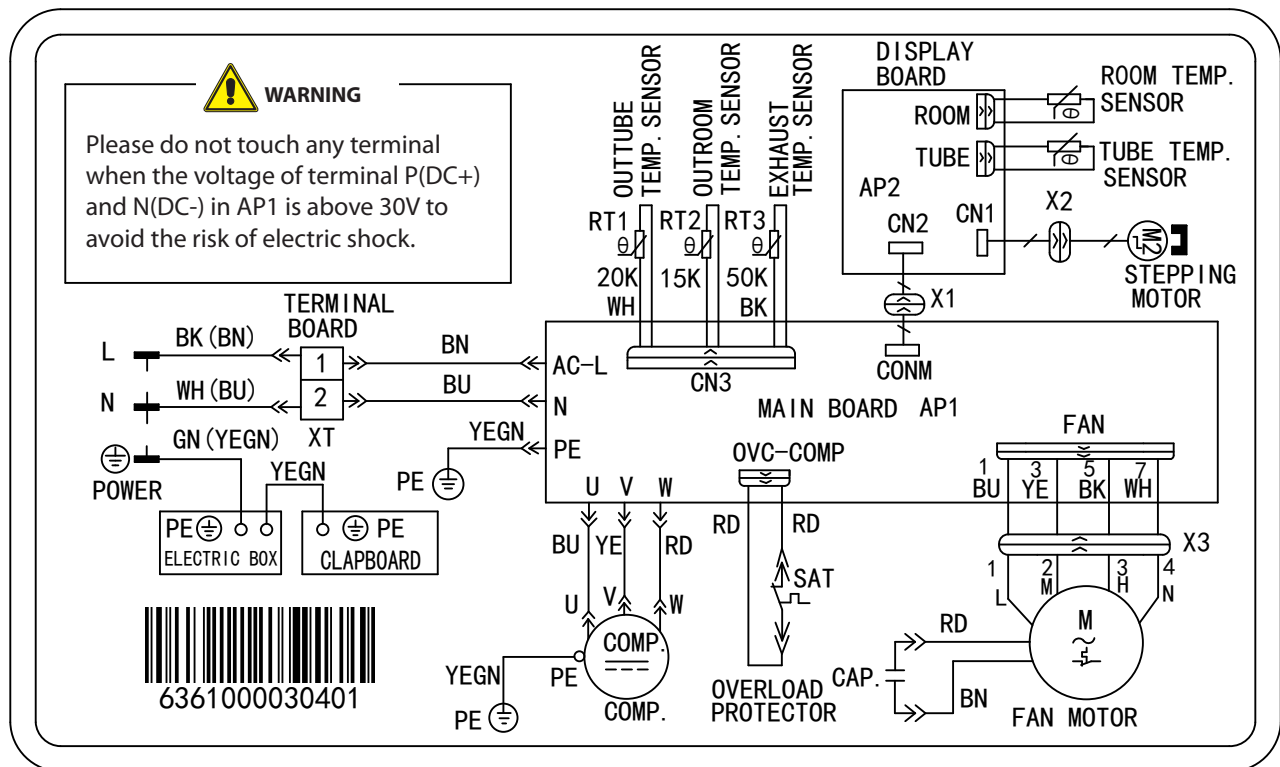 WARNING
Please do not touch any terminal
when the voltage of terminal P(DC+)
and N(DC-) in AP1 is above 30V to
avoid the risk of electric shock.
OUTTUBE
TEMP. SENSOR
OUTROOM
TEMP. SENSOR
EXHAUST
TEMP. SENSOR
RT1 RT2 RT3
θ θ θ
20K 15K 50K
WH BK
DISPLAY
BOARD
ROOM
TUBE
AP2
CN2
CN1
X2
X1
ROOM TEMP.
SENSOR
θ
TUBE TEMP.
SENSOR
θ
M2
STEPPING
MOTOR
TERMINAL
BOARD
L BK(BN) 1 BN AC-L
N WH(BU) 2 BU N
XT
GN(YEGN)
POWER
YEGN
PE
YEGN PE
PE
ELECTRIC BOX
PE
CLAPBOARD
CN3
CONM
MAIN BOARD AP1
OVC-COMP
FAN
1 3 5 7
BU YE BK WH
U V W
BU YE RD
U V W
COMP.
PE
YEGN
PE
COMP.
RD RD
SAT
OVERLOAD
PROTECTOR
X3
1 2 3 4
L M H N
M
RD
CAP.
BN
FAN MOTOR
6361000030401